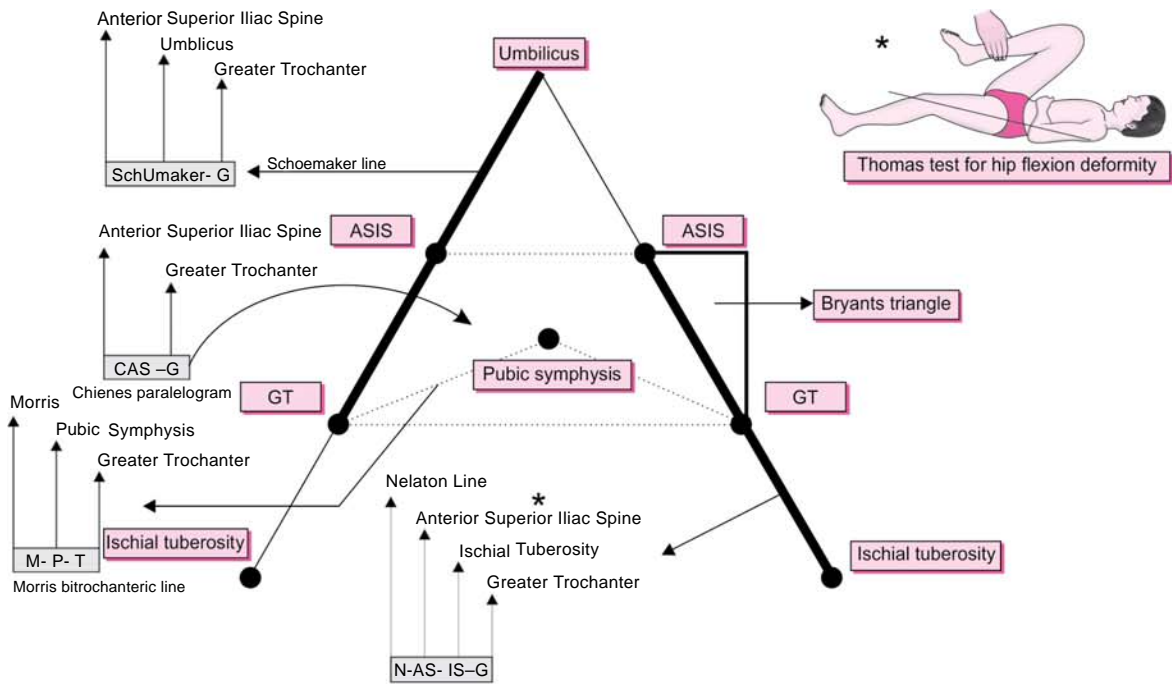 Anterior Superior Iliac Spine
Umblicus
Greater Trochanter
SchUmaker- G
Schoemaker line
Umbilicus
*
Thomas test for hip flexion deformity
ASIS
ASIS
Anterior Superior Iliac Spine
Greater Trochanter
CAS –G
Chienes paralelogram
Bryants triangle
Pubic symphysis
GT
GT
Morris
Pubic Symphysis
Greater Trochanter
M- P- T
Morris bitrochanteric line
Ischial tuberosity
Nelaton Line
*
Anterior Superior Iliac Spine
Ischial Tuberosity
Greater Trochanter
N-AS- IS–G
Ischial tuberosity